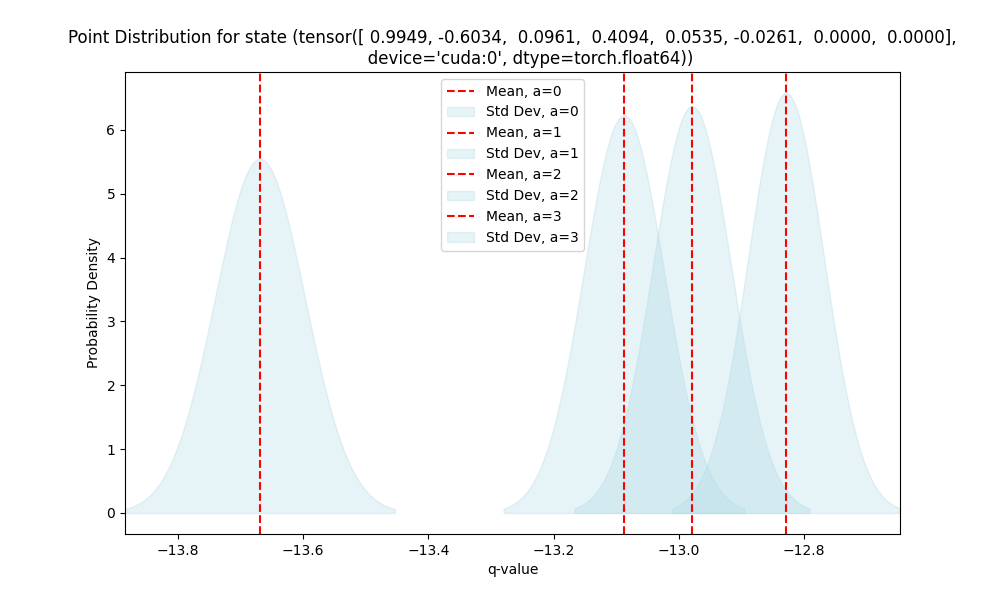 Point Distribution for state (tensor([ 0.9949, -0.6034,  0.0961,  0.4094,  0.0535, -0.0261,  0.0000,  0.0000],
device='cuda:0', dtype=torch.float64))
Mean, a=0
Std Dev, a=0
Mean, a=1
Std Dev, a=1
Mean, a=2
Std Dev, a=2
Mean, a=3
Std Dev, a=3
Probability Density
6
5
4
3
2
1
0
−13.8 −13.6 −13.4 −13.2 −13.0 −12.8
q-value